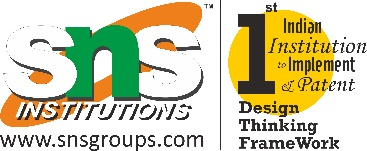 sns
TM
INSTITUTIONS
www.snsgroups.com
1st
Indian
Institution
to Implement
& Patent
Design
Thinking
FrameWork